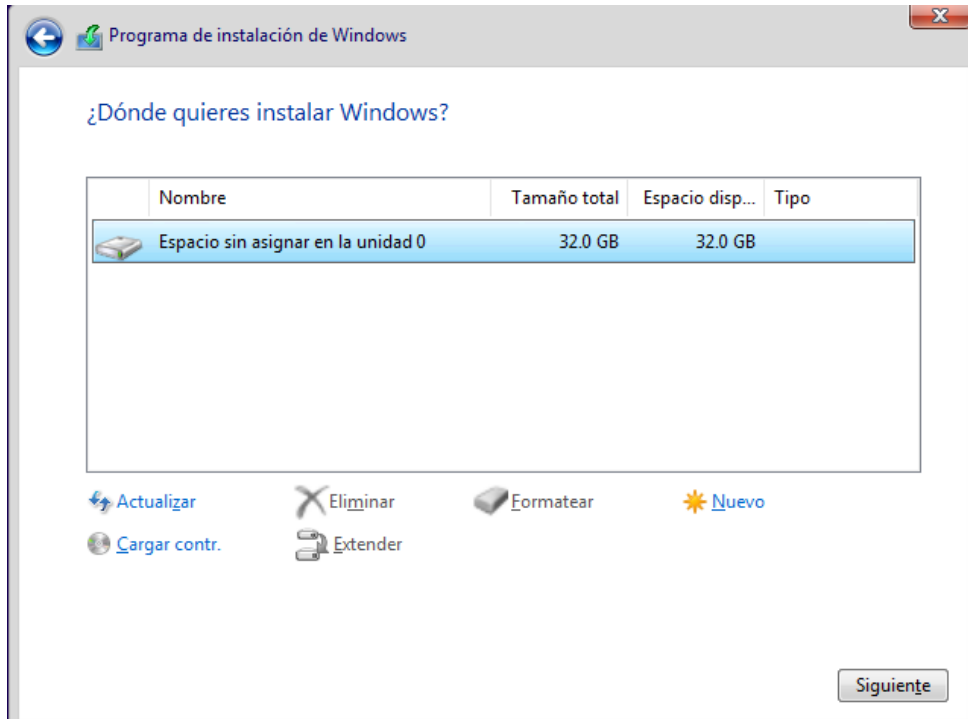 Programa de instalación de Windows
¿Dónde quieres instalar Windows?
Nombre Tamaño total Espacio disp... Tipo
Espacio sin asignar en la unidad 0 32.0 GB 32.0 GB
Actualizar Eliminar Formatear Nuevo
Cargar contr. Extender
Siguiente